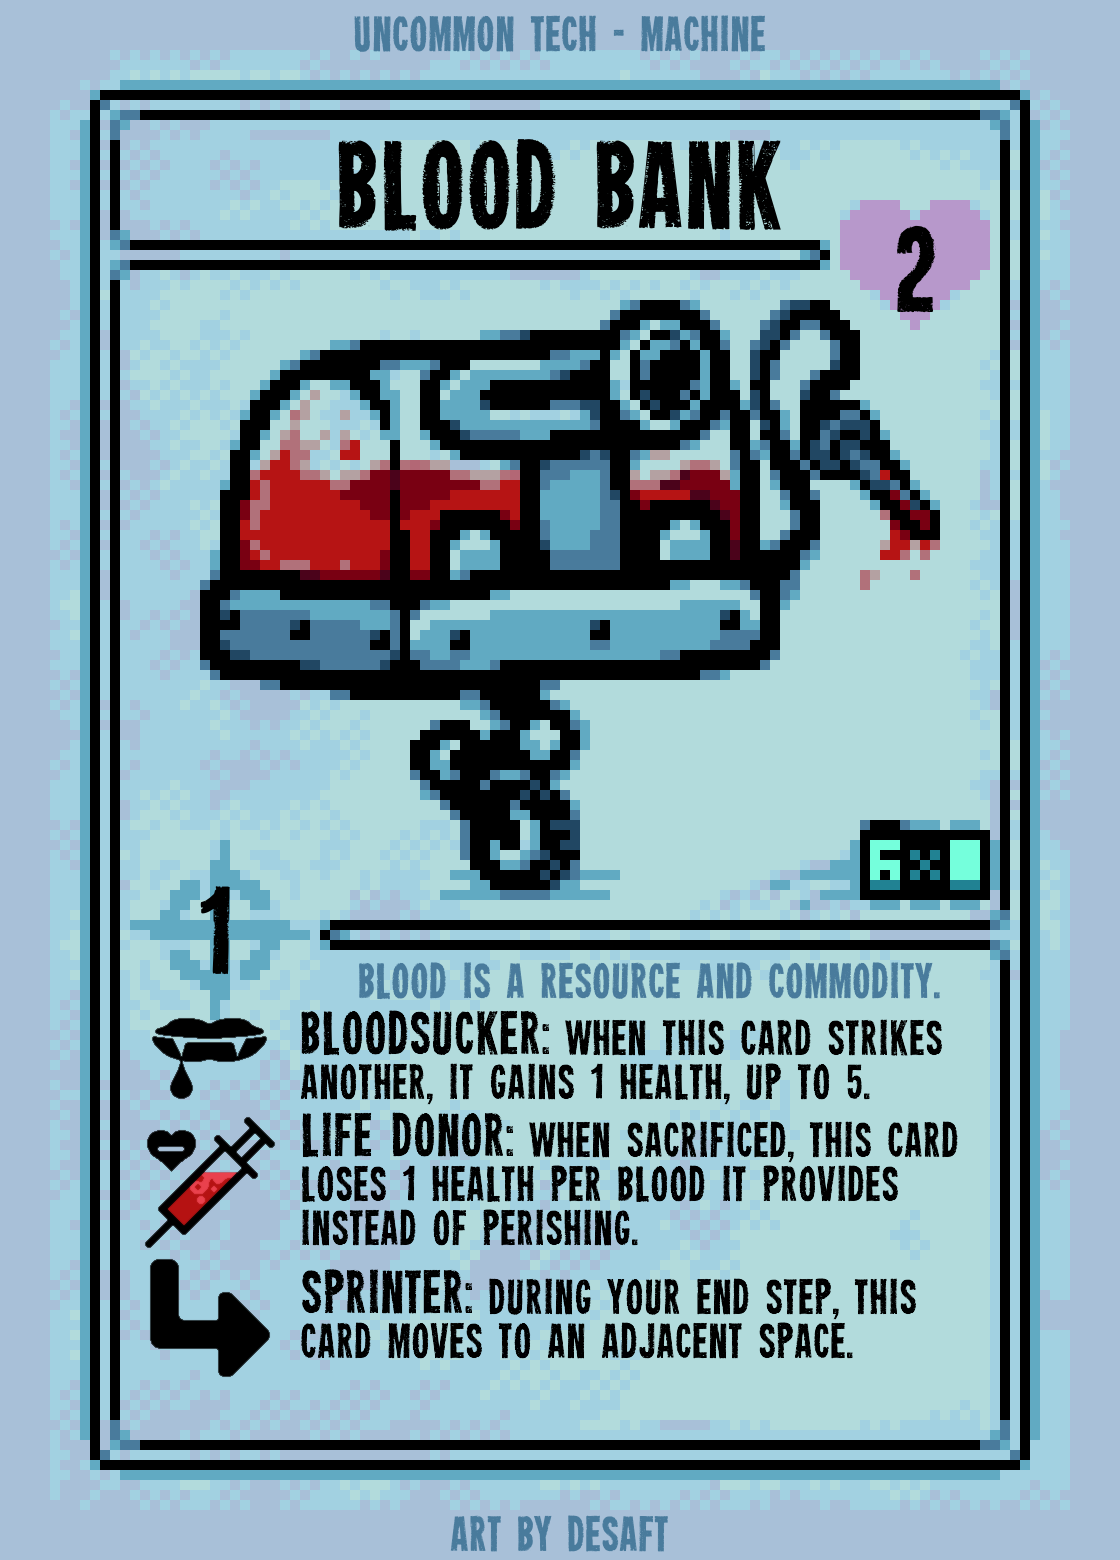 UNCOMMON TECH - MACHINE
BLOOD BANK
2
6×
1
BLOOD IS A RESOURCE AND COMMODITY.
BLOODSUCKER: WHEN THIS CARD STRIKES
ANOTHER, IT GAINS 1 HEALTH, UP TO 5.
LIFE DONOR: WHEN SACRIFICED, THIS CARD
LOSES 1 HEALTH PER BLOOD IT PROVIDES
INSTEAD OF PERISHING.
SPRINTER: DURING YOUR END STEP, THIS
CARD MOVES TO AN ADJACENT SPACE.
ART BY DESAFT